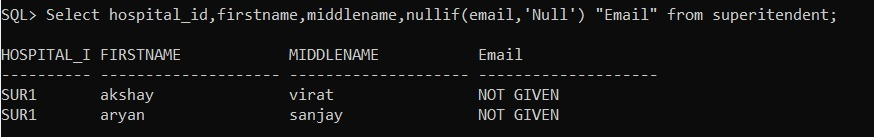 SQL> Select hospital_id,firstname,middlename,nullif(email,'Null') "Email" from superitendent;
HOSPITAL_I FIRSTNAME MIDDLENAME Email
---------- -------------------- -------------------- --------------------
SUR1 akshay virat NOT GIVEN
SUR1 aryan sanjay NOT GIVEN